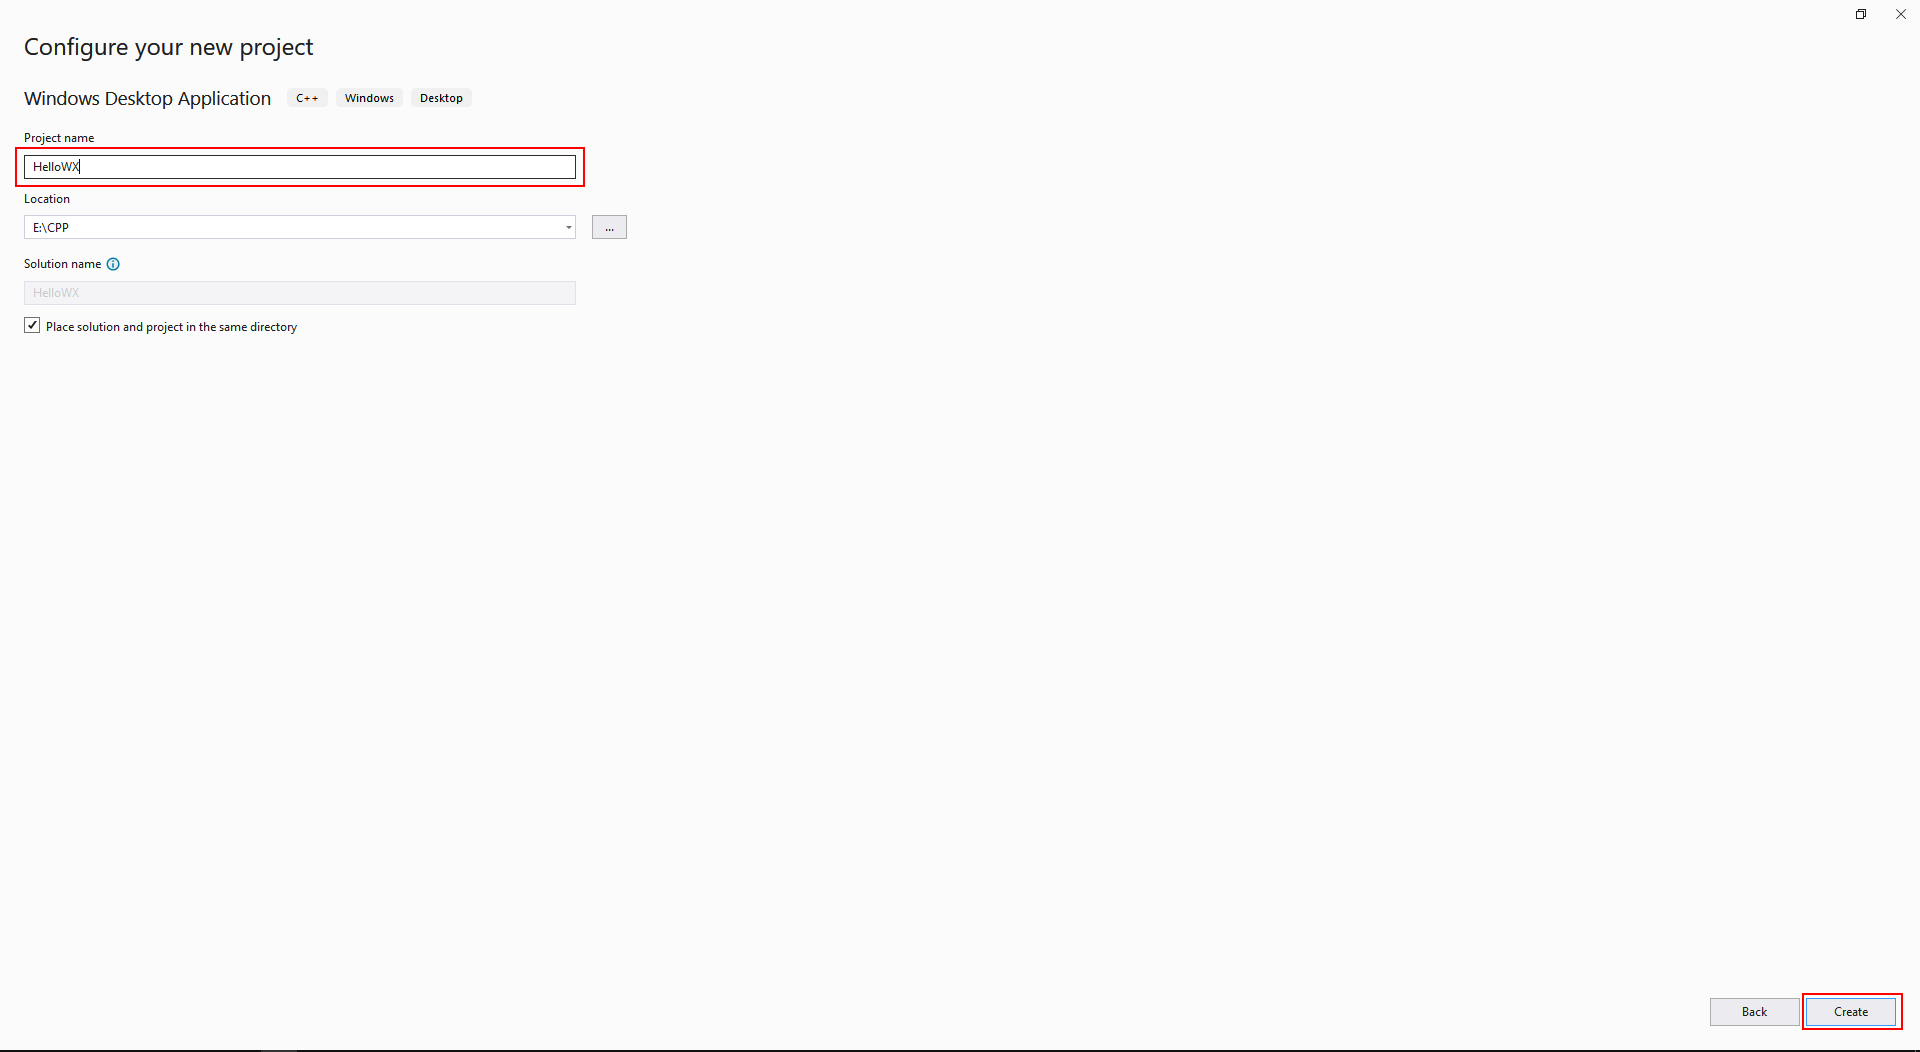 Configure your new project
Windows Desktop Application C++ Windows Desktop
Project name
HelloWX
Location
E:\CPP
...
Solution name
HelloWX
Place solution and project in the same directory
Back Create